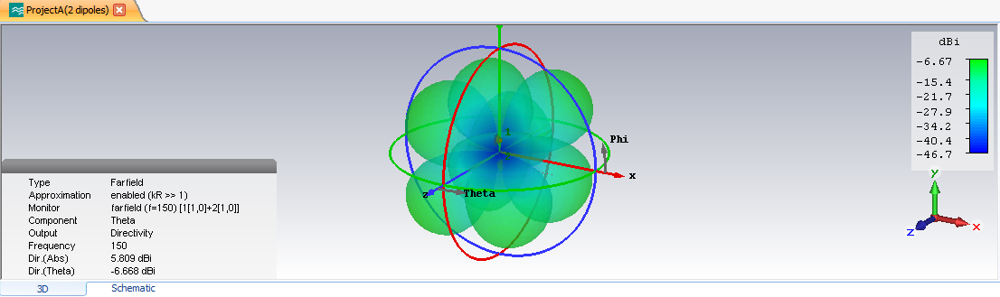 ProjectA(2 dipoles)
dBi
-6.67
-15.4
-21.7
-27.9
-34.2
-40.4
-46.7
1
Phi
x
z
Theta
y
x
z
Type Farfield
Approximation enabled (kR >> 1)
Monitor farfield (f=150) [1[1,0]+2[1,0]]
Component Theta
Output Directivity
Frequency 150
Dir.(Abs) 5.809 dBi
Dir.(Theta) -6.668 dBi
3D Schematic